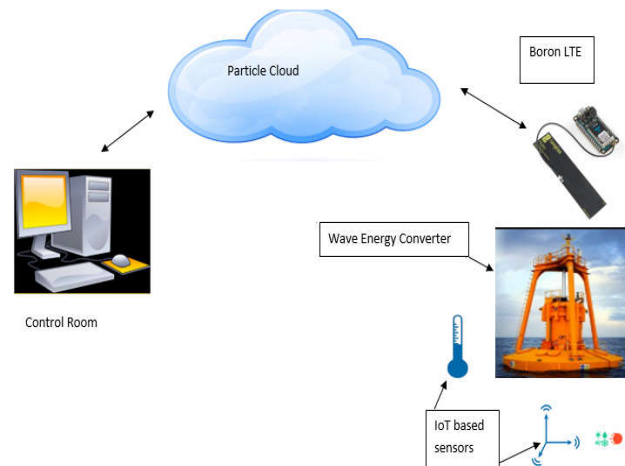 Particle Cloud
Boron LTE
Wave Energy Converter
Control Room
IoT based
sensors